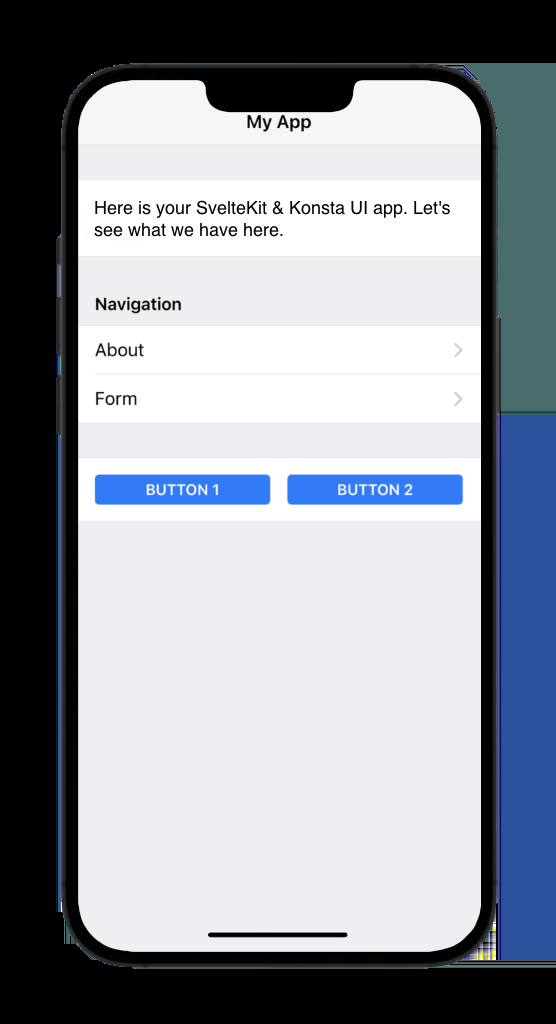 My App
Here is your SvelteKit & Konsta UI app. Let's
see what we have here.
Navigation
About
Form
BUTTON 1
BUTTON 2